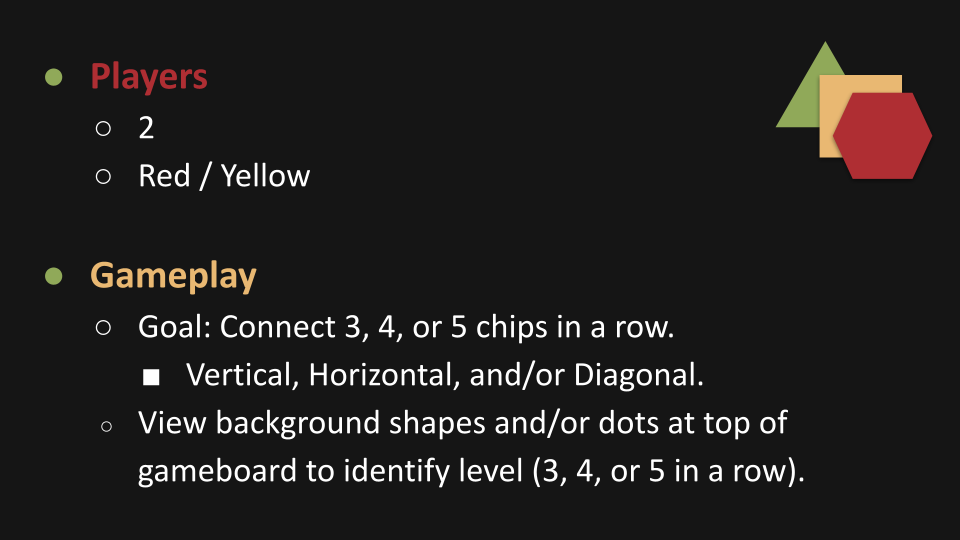 ● Players
○ 2
○ Red / Yellow
● Gameplay
○ Goal: Connect 3, 4, or 5 chips in a row.
■ Vertical, Horizontal, and/or Diagonal.
○ View background shapes and/or dots at top of
gameboard to identify level (3, 4, or 5 in a row).